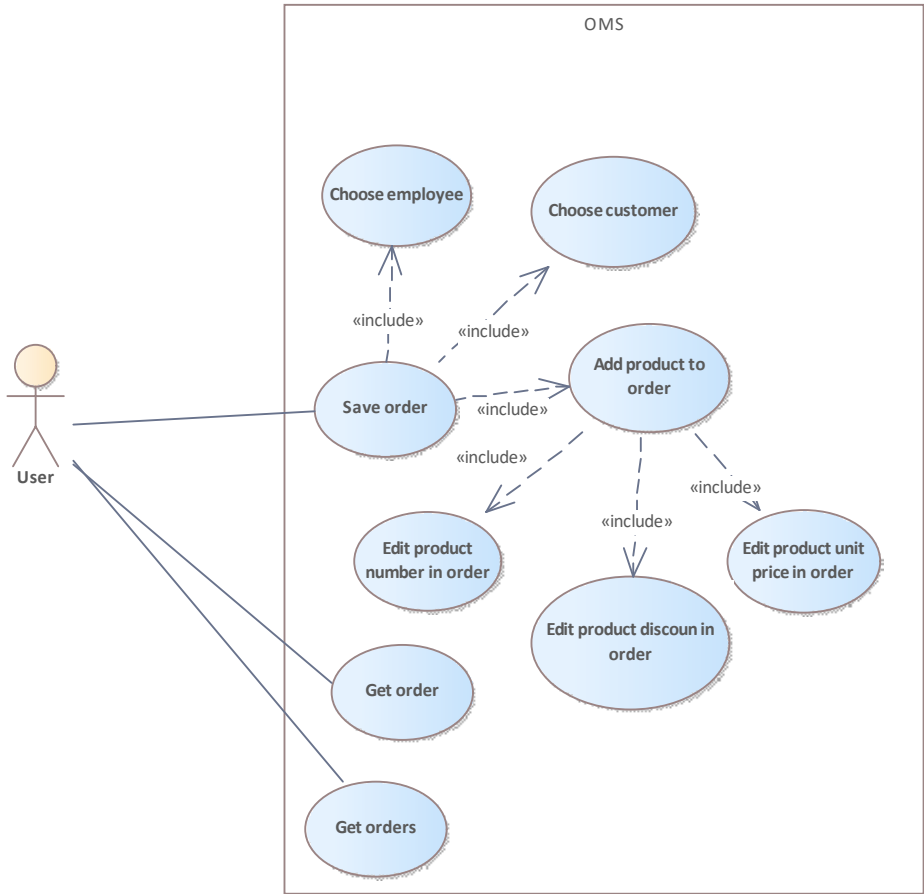 OMS
Choose employee
Choose customer
«include»
«include»
Add product to
order
Save order
«include»
«include»
User
«include»
«include»
Edit product
number in order
Edit product unit
price in order
Edit product discoun in
order
Get order
Get orders